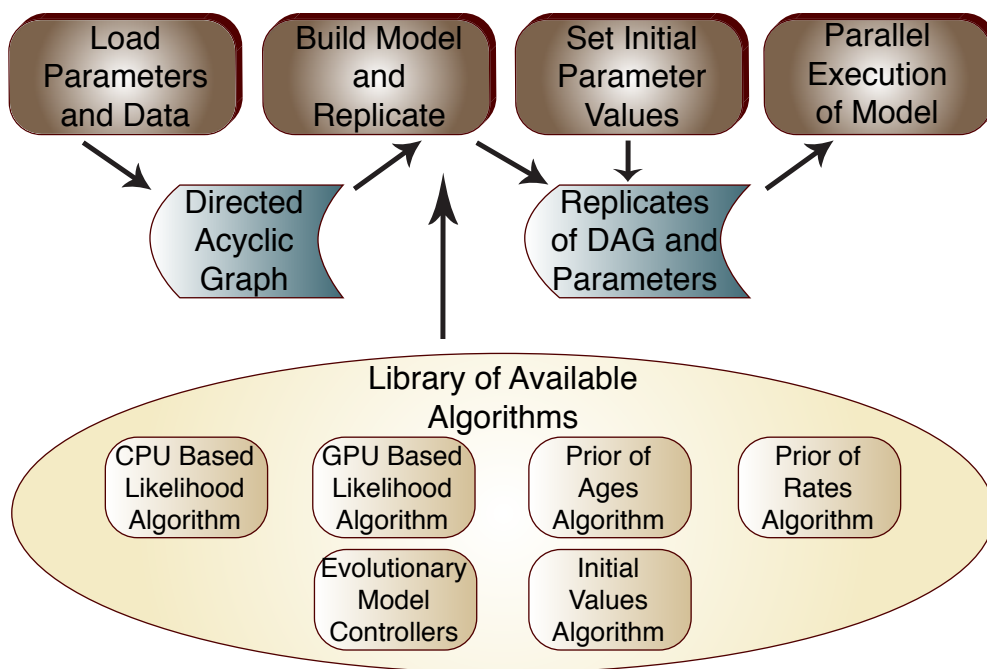 Load
Parameters
and Data
Build Model
and
Replicate
Set Initial
Parameter
Values
Parallel
Execution
of Model
Directed
Acyclic
Graph
Replicates
of DAG and
Parameters
Library of Available
Algorithms
CPU Based
Likelihood
Algorithm
GPU Based
Likelihood
Algorithm
Prior of
Ages
Algorithm
Prior of
Rates
Algorithm
Evolutionary
Model
Controllers
Initial
Values
Algorithm